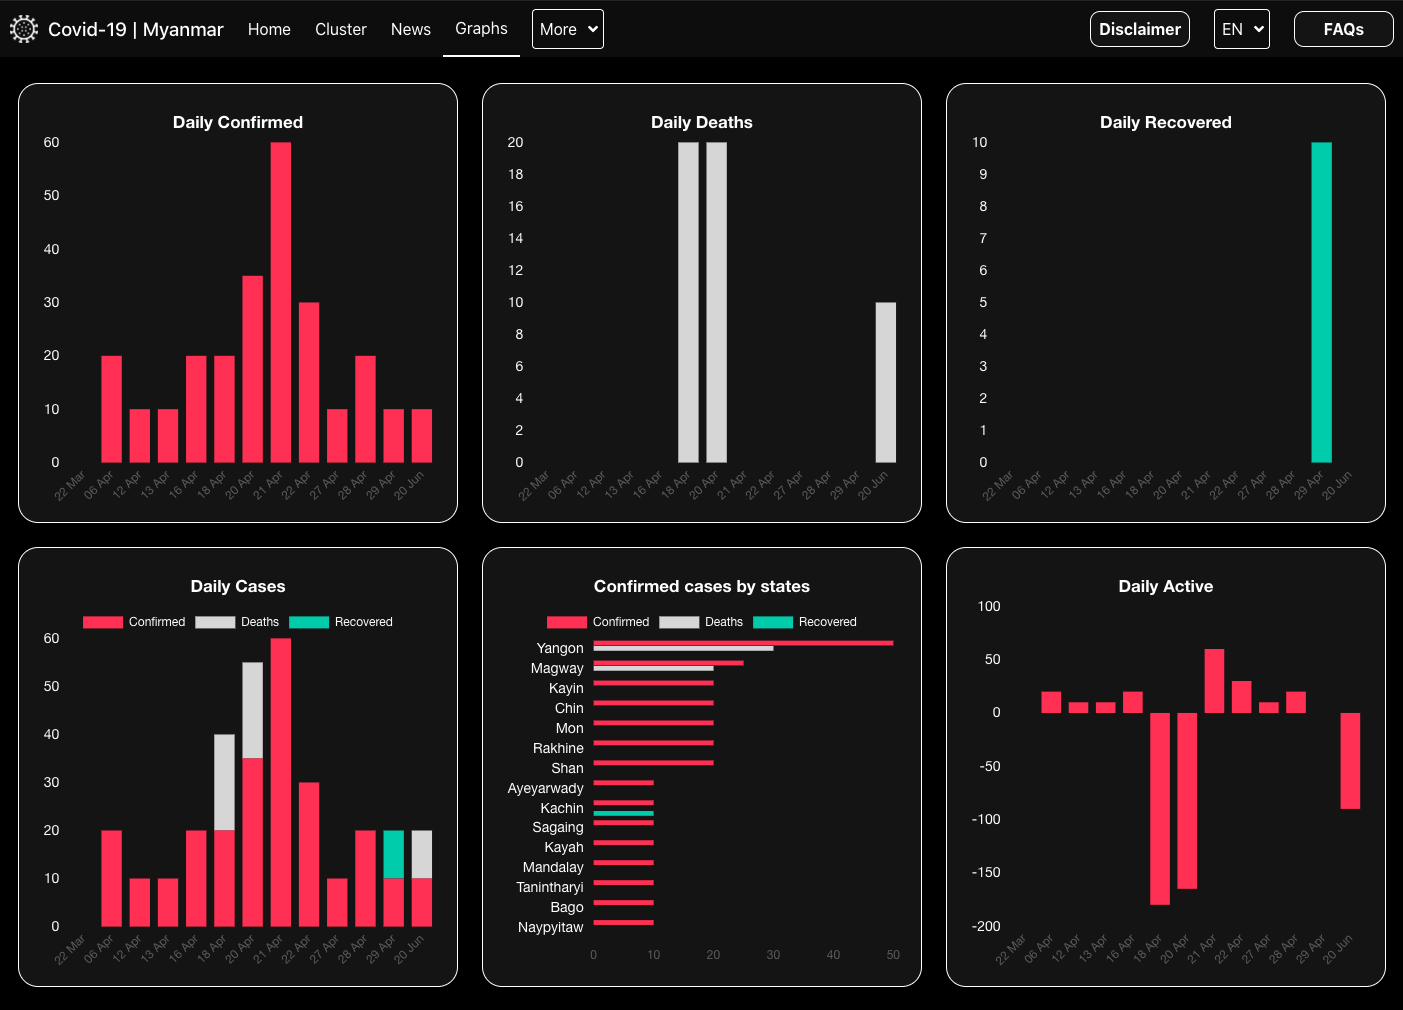 Covid-19 | Myanmar Home Cluster News Graphs More Disclaimer EN FAQs
Daily Confirmed
60
50
40
30
20
10
0
22 Mar 06 Apr 12 Apr 13 Apr 16 Apr 18 Apr 20 Apr 21 Apr 22 Apr 27 Apr 28 Apr 29 Apr 20 Jun
Daily Deaths
20
18
16
14
12
10
8
6
4
2
0
22 Mar 06 Apr 12 Apr 13 Apr 16 Apr 18 Apr 20 Apr 21 Apr 22 Apr 27 Apr 28 Apr 29 Apr 20 Jun
Daily Recovered
10
9
8
7
6
5
4
3
2
1
0
22 Mar 06 Apr 12 Apr 13 Apr 16 Apr 18 Apr 20 Apr 21 Apr 22 Apr 27 Apr 28 Apr 29 Apr 20 Jun
Daily Cases
Confirmed Deaths Recovered
60
50
40
30
20
10
0
22 Mar 06 Apr 12 Apr 13 Apr 16 Apr 18 Apr 20 Apr 21 Apr 22 Apr 27 Apr 28 Apr 29 Apr 20 Jun
Confirmed cases by states
Confirmed Deaths Recovered
Yangon
Magway
Kayin
Chin
Mon
Rakhine
Shan
Ayeyarwady
Kachin
Sagaing
Kayah
Mandalay
Tanintharyi
Bago
Naypyitaw
0 10 20 30 40 50
Daily Active
100
50
0
-50
-100
-150
-200
22 Mar 06 Apr 12 Apr 13 Apr 16 Apr 18 Apr 20 Apr 21 Apr 22 Apr 27 Apr 28 Apr 29 Apr 20 Jun